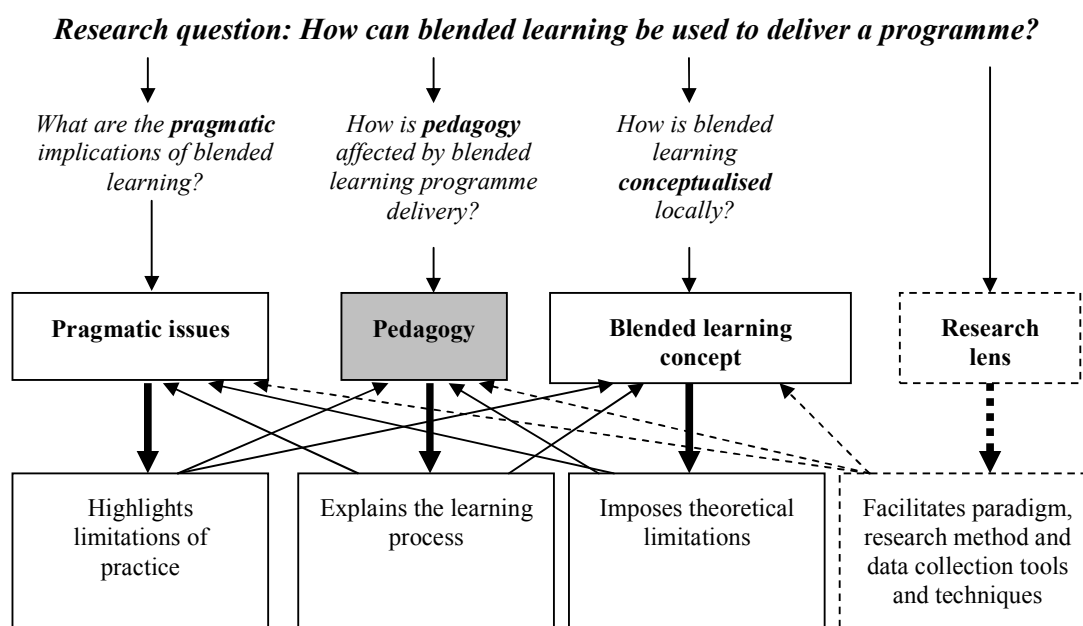 Research question: How can blended learning be used to deliver a programme?
What are the pragmatic
implications of blended
learning?
How is pedagogy
affected by blended
learning programme
delivery?
How is blended
learning
conceptualised
locally?
Pragmatic issues
Pedagogy
Blended learning
concept
Research
lens
Highlights
limitations of
practice
Explains the learning
process
Imposes theoretical
limitations
Facilitates paradigm,
research method and
data collection tools
and techniques